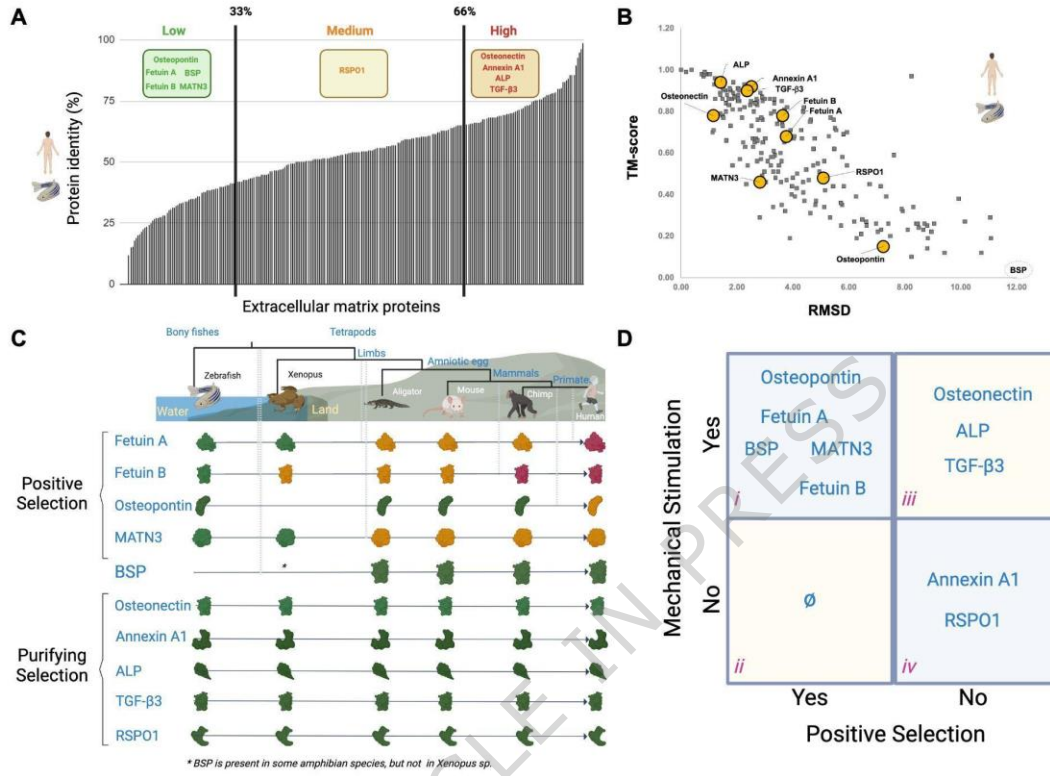 A
33%
66%
Low
Medium
High
Osteopontin
Fetuin A BSP
Fetuin B MATN3
RSPO1
Osteonectin
Annexin A1
ALP
TGF-β3
100
75
50
25
0
Protein identity (%)
Extracellular matrix proteins
B
1.20
1.00
0.80
0.60
0.40
0.20
0.00
TM-score
ALP
Annexin A1
TGF-β3
Osteonectin
Fetuin B
Fetuin A
MATN3
RSPO1
Osteopontin
BSP
0.00 2.00 4.00 6.00 8.00 10.00 12.00
RMSD
C
Bony fishes
Tetrapods
Limbs
Amniotic egg
Mammals
Primate
Zebrafish
Xenopus
Aligator
Mouse
Chimp
Human
Water
Land
Positive
Selection
Fetuin A
Fetuin B
Osteopontin
MATN3
BSP
*
Purifying
Selection
Osteonectin
Annexin A1
ALP
TGF-β3
RSPO1
* BSP is present in some amphibian species, but not in Xenopus sp.
D
Mechanical Stimulation
Yes
No
Osteopontin
Fetuin A
BSP MATN3
Fetuin B
i
Osteonectin
ALP
TGF-β3
iii
ø
ii
Annexin A1
RSPO1
iv
Yes
No
Positive Selection
LE IN PRESS